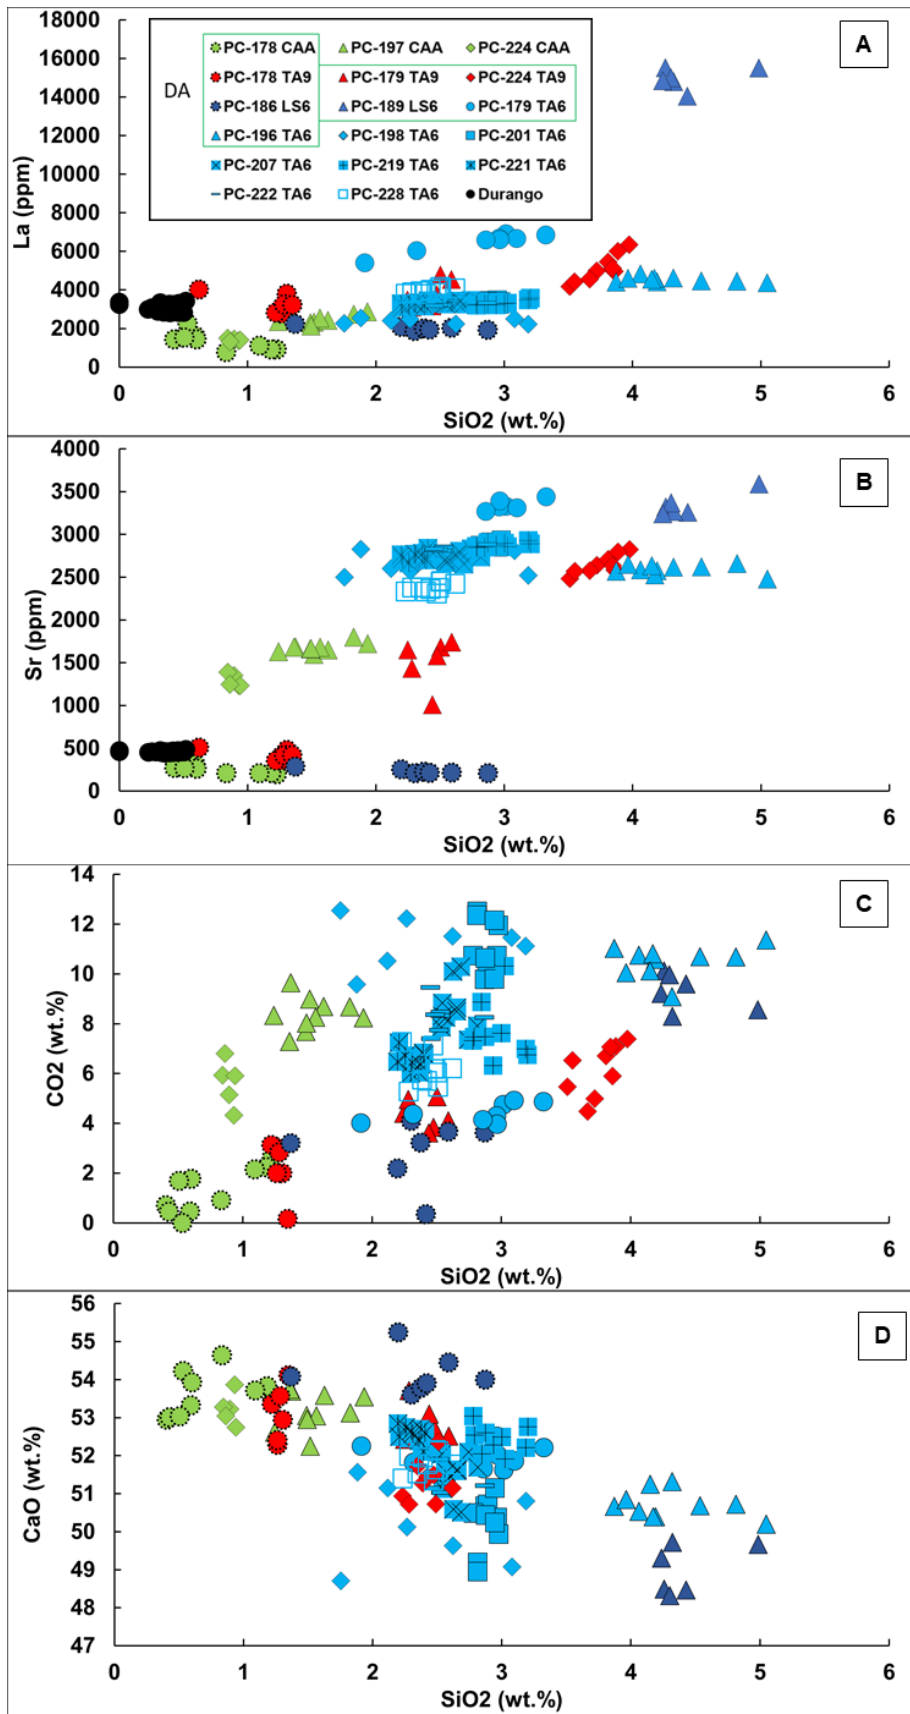 A
18000
16000
14000
12000
10000
8000
6000
4000
2000
0
La (ppm)
DA
PC-178 CAA PC-197 CAA PC-224 CAA
PC-178 TA9 PC-179 TA9 PC-224 TA9
PC-186 LS6 PC-189 LS6 PC-179 TA6
PC-196 TA6 PC-198 TA6 PC-201 TA6
PC-207 TA6 PC-219 TA6 PC-221 TA6
PC-222 TA6 PC-228 TA6 Durango
0 1 2 3 4 5 6
SiO2 (wt.%)
B
4000
3500
3000
2500
2000
1500
1000
500
0
Sr (ppm)
0 1 2 3 4 5 6
SiO2 (wt.%)
C
14
12
10
8
6
4
2
0
CO2 (wt.%)
0 1 2 3 4 5 6
SiO2 (wt.%)
D
56
55
54
53
52
51
50
49
48
47
CaO (wt.%)
0 1 2 3 4 5 6
SiO2 (wt.%)